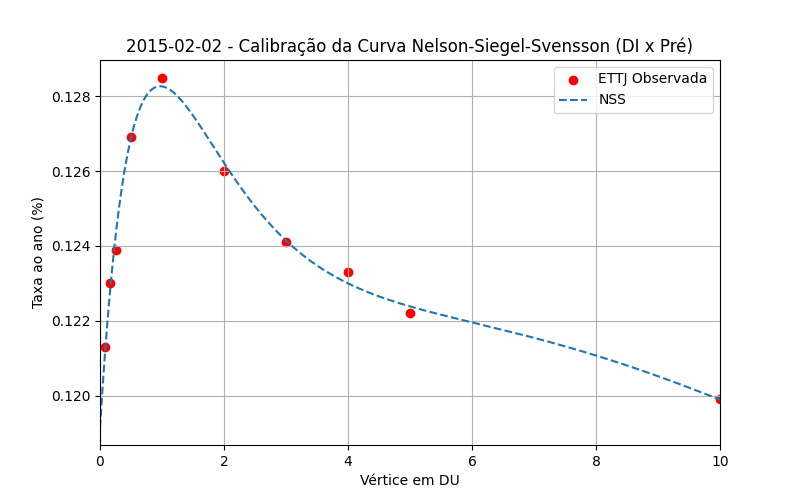 2015-02-02 - Calibração da Curva Nelson-Siegel-Svensson (DI x Pré)
ETTJ Observada
NSS
Taxa ao ano (%)
0.128
0.126
0.124
0.122
0.120
0 2 4 6 8 10
Vértice em DU